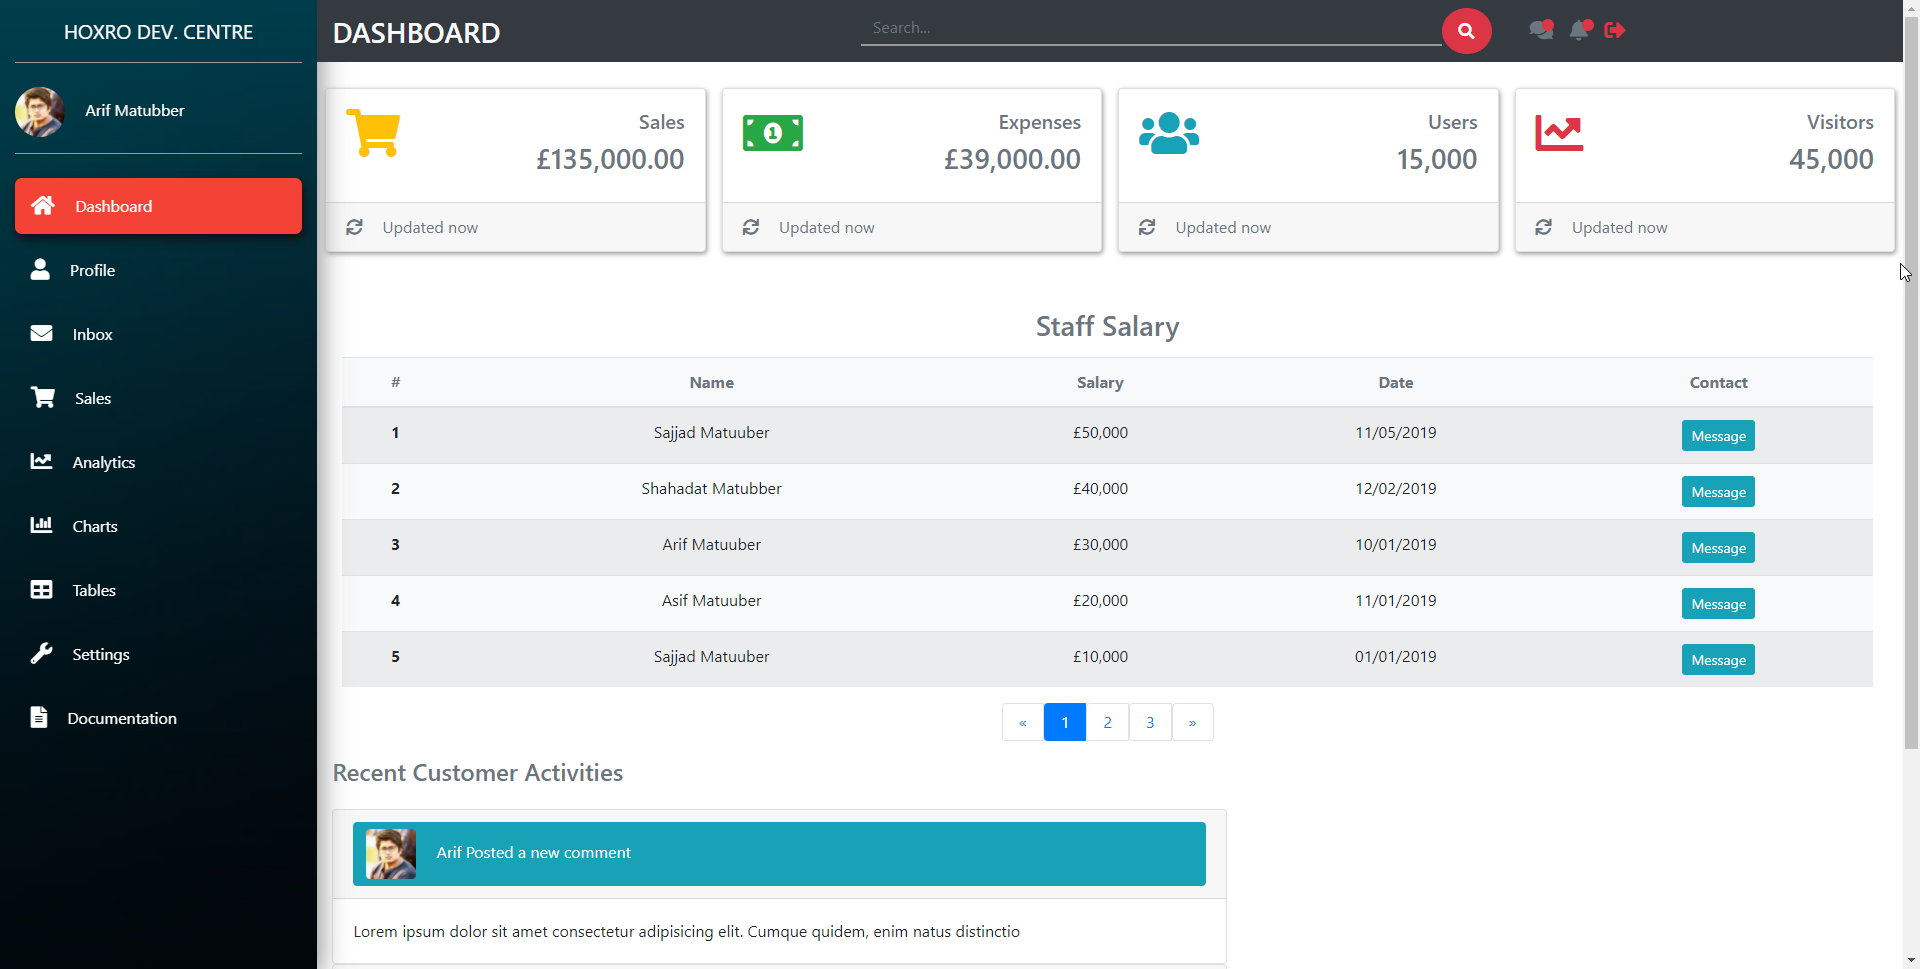 HOXRO DEV. CENTRE
Arif Matubber
Dashboard
Profile
Inbox
Sales
Analytics
Charts
Tables
Settings
Documentation
DASHBOARD
Search...
Sales
£135,000.00
Updated now
Expenses
£39,000.00
Updated now
Users
15,000
Updated now
Visitors
45,000
Updated now
Staff Salary
# Name Salary Date Contact
1 Sajjad Matuuber £50,000 11/05/2019 Message
2 Shahadat Matubber £40,000 12/02/2019 Message
3 Arif Matuuber £30,000 10/01/2019 Message
4 Asif Matuuber £20,000 11/01/2019 Message
5 Sajjad Matuuber £10,000 01/01/2019 Message
« 1 2 3 »
Recent Customer Activities
Arif Posted a new comment
Lorem ipsum dolor sit amet consectetur adipisicing elit. Cumque quidem, enim natus distinctio